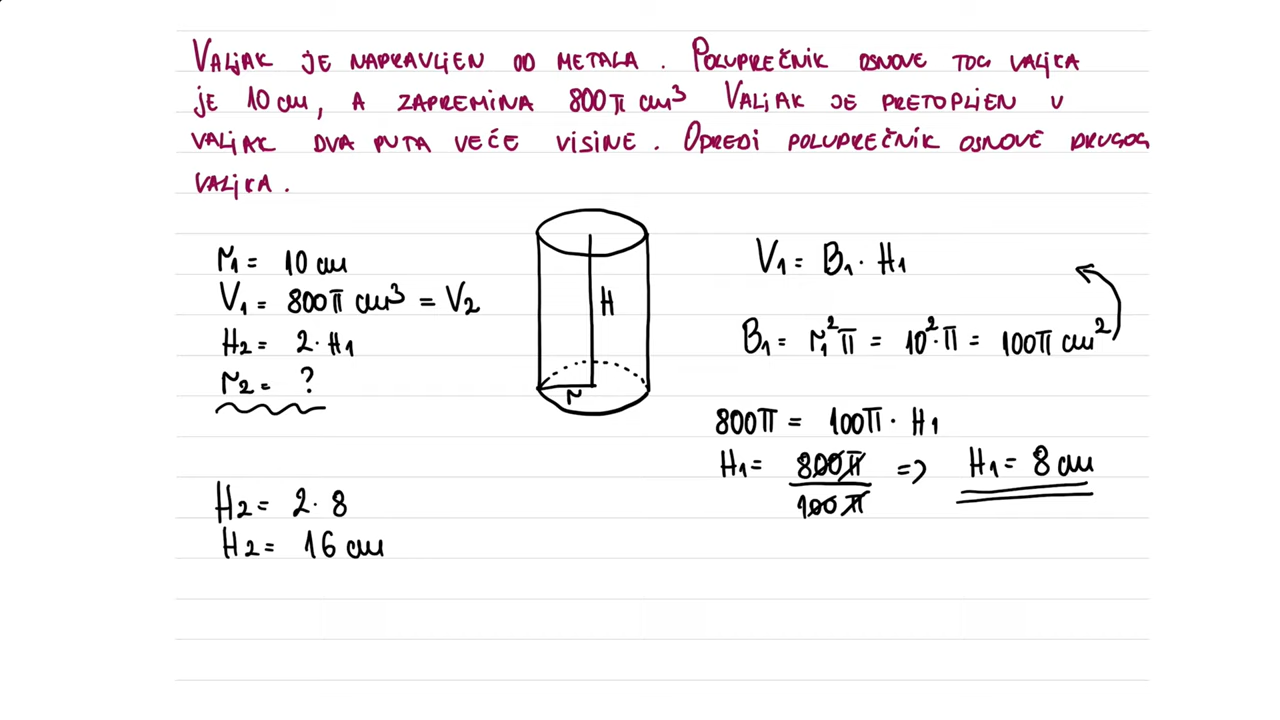 VALJAK JE NAPRAVLJEN OD METALA. POLUPREČNIK OSNOVE TOG VALJKA
JE 10 cm, A ZAPREMINA 800π cm³ VALJAK JE PRETOPLJEN U
VALJAK DVA PUTA VEĆE VISINE. ODREDI POLUPREČNIK OSNOVE DRUGOG
VALJKA.
r₁ = 10 cm
V₁ = 800π cm³ = V₂
H₂ = 2 · H₁
r₂ = ?
H₂ = 2 · 8
H₂ = 16 cm
H
r
V₁ = B₁ · H₁
B₁ = r₁²π = 10² · π = 100π cm²
800π = 100π · H₁
H₁ = 800π / 100π => H₁ = 8 cm